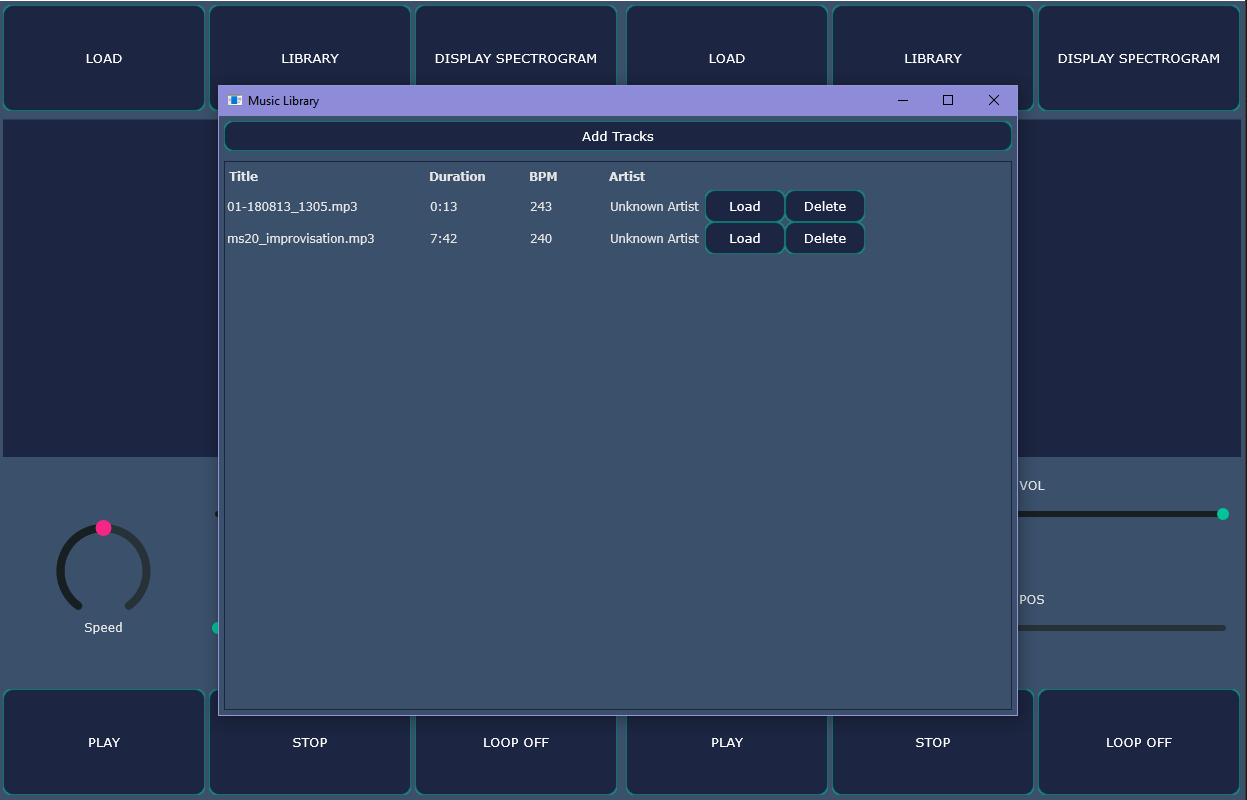 LOAD LIBRARY DISPLAY SPECTROGRAM LOAD LIBRARY DISPLAY SPECTROGRAM
Music Library
Add Tracks
Title Duration BPM Artist
01-180813_1305.mp3 0:13 243 Unknown Artist Load Delete
ms20_improvisation.mp3 7:42 240 Unknown Artist Load Delete
VOL
POS
Speed
PLAY STOP LOOP OFF PLAY STOP LOOP OFF